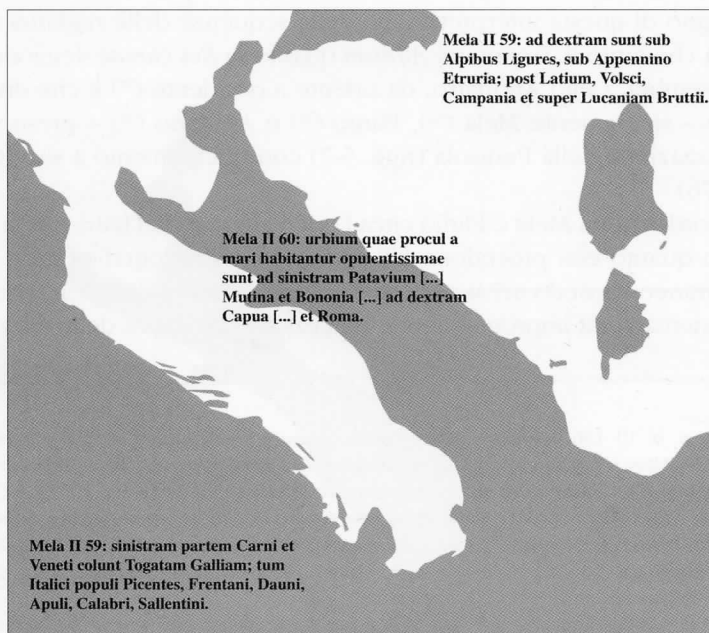 Mela II 59: ad dextram sunt sub
Alpibus Ligures, sub Appennino
Etruria; post Latium, Volsci,
Campania et super Lucaniam Bruttii.
Mela II 60: urbium quae procul a
mari habitantur opulentissimae
sunt ad sinistram Patavium [...]
Mutina et Bononia [...] ad dextram
Capua [...] et Roma.
Mela II 59: sinistram partem Carni et
Veneti colunt Togatam Galliam; tum
Italici populi Picentes, Frentani, Dauni,
Apuli, Calabri, Sallentini.